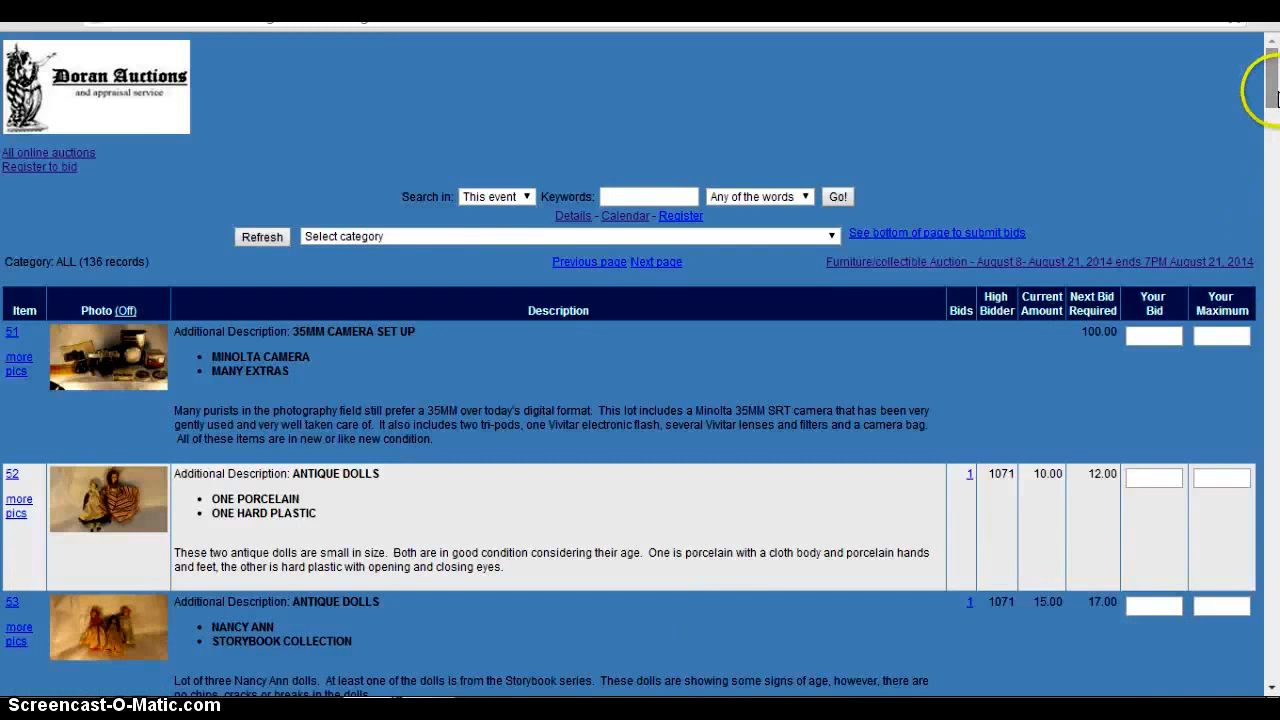 Doran Auctions
and appraisal service
All online auctions
Register to bid
Search in: This event Keywords: Any of the words Go!
Details - Calendar - Register
Refresh Select category See bottom of page to submit bids
Category: ALL (136 records) Previous page Next page Furniture/collectible Auction - August 8- August 21, 2014 ends 7PM August 21, 2014
Item Photo (Off) Description Bids High Bidder Current Amount Next Bid Required Your Bid Your Maximum
51 Additional Description: 35MM CAMERA SET UP 100.00
more pics
• MINOLTA CAMERA
• MANY EXTRAS
Many purists in the photography field still prefer a 35MM over today's digital format. This lot includes a Minolta 35MM SRT camera that has been very
gently used and very well taken care of. It also includes two tri-pods, one Vivitar electronic flash, several Vivitar lenses and filters and a camera bag.
All of these items are in new or like new condition.
52 Additional Description: ANTIQUE DOLLS 1 1071 10.00 12.00
more pics
• ONE PORCELAIN
• ONE HARD PLASTIC
These two antique dolls are small in size. Both are in good condition considering their age. One is porcelain with a cloth body and porcelain hands
and feet, the other is hard plastic with opening and closing eyes.
53 Additional Description: ANTIQUE DOLLS 1 1071 15.00 17.00
more pics
• NANCY ANN
• STORYBOOK COLLECTION
Lot of three Nancy Ann dolls. At least one of the dolls is from the Storybook series. These dolls are showing some signs of age, however, there are
no chips, cracks or breaks in the dolls.
Screencast-O-Matic.com